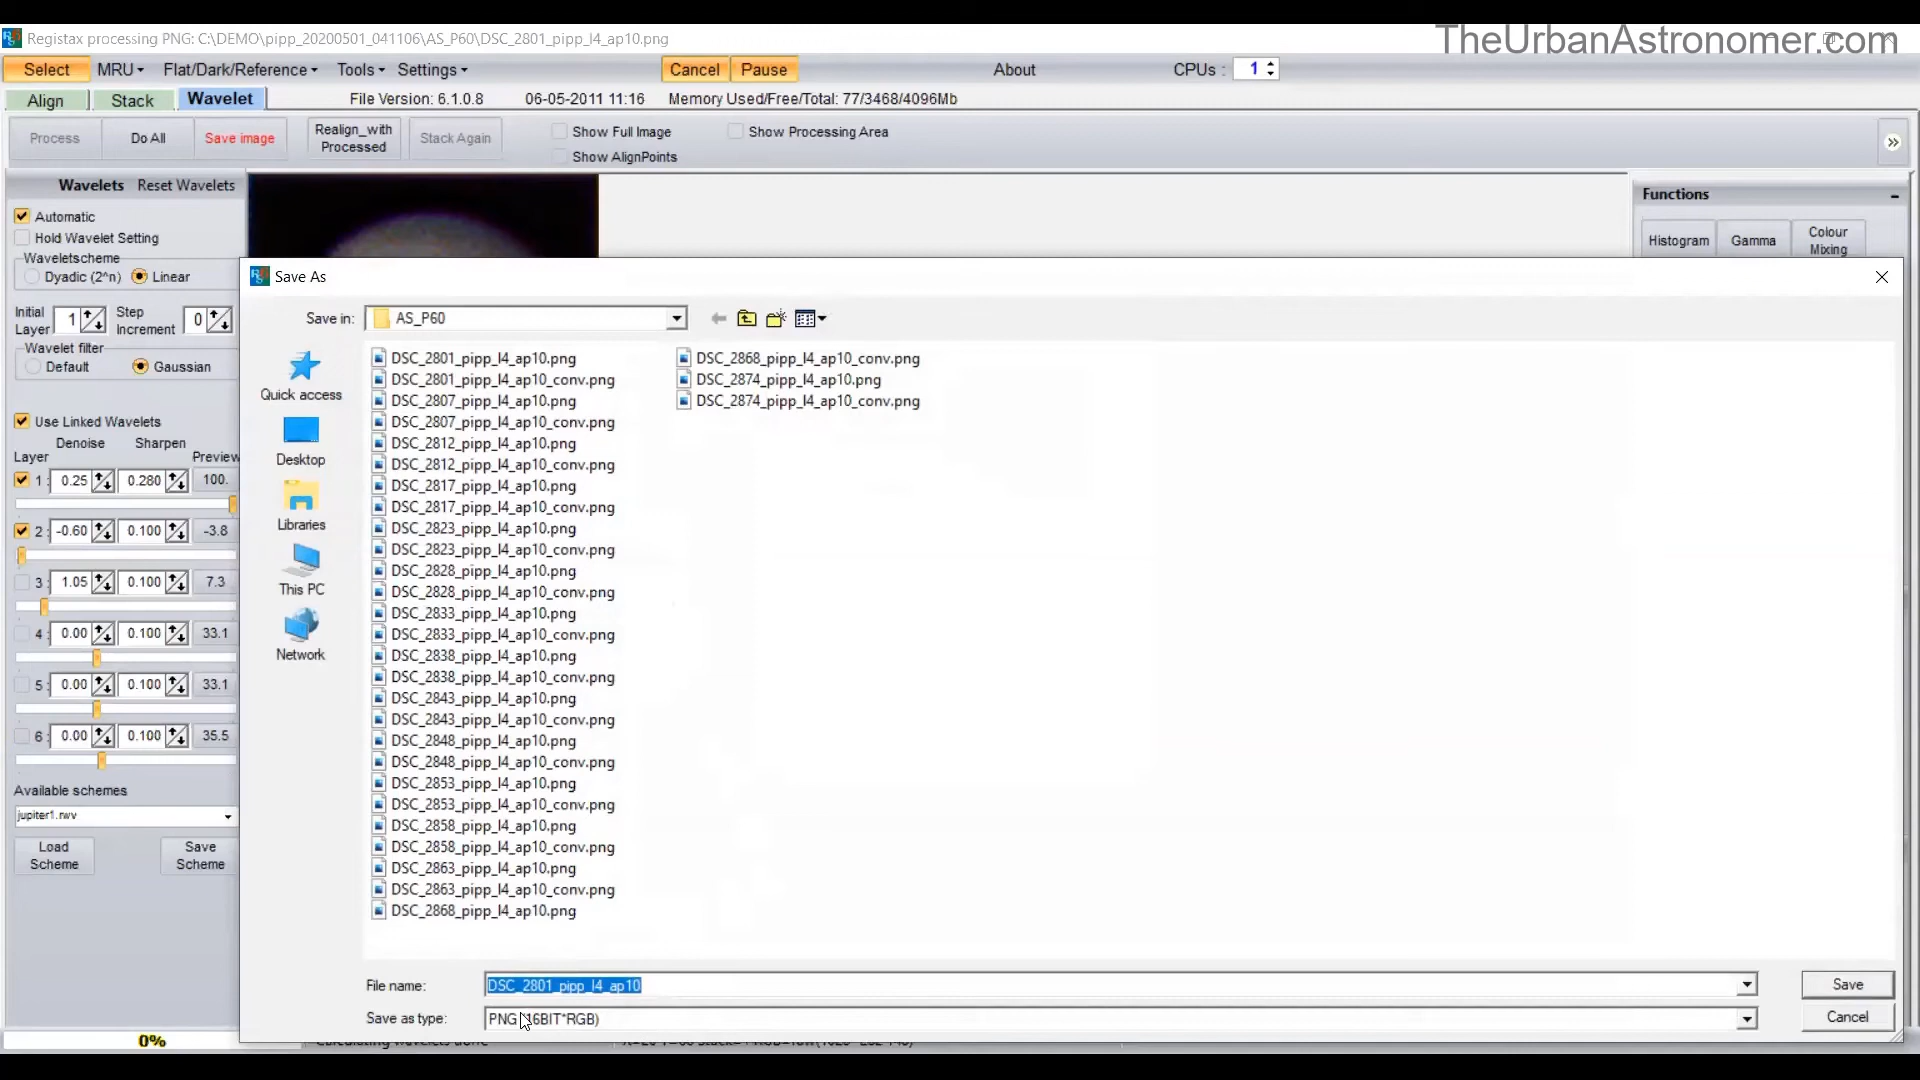 TheUrbanAstronomer.com
Registax processing PNG: C:\DEMO\pipp_20200501_041106\AS_P60\DSC_2801_pipp_l4_ap10.png
Select MRU Flat/Dark/Reference Tools Settings Cancel Pause About CPUs : 1
Align Stack Wavelet File Version: 6.1.0.8 06-05-2011 11:16 Memory Used/Free/Total: 77/3468/4096Mb
Process Do All Save image Realign_with Processed Stack Again Show Full Image Show Processing Area
Show AlignPoints
Wavelets Reset Wavelets
Functions
Automatic
Hold Wavelet Setting
Histogram Gamma Colour Mixing
Waveletscheme
Dyadic (2^n) Linear
Initial Layer 1 Step Increment 0
Wavelet filter
Default Gaussian
Use Linked Wavelets
Denoise Sharpen
Layer Preview
1 : 0.25 0.280 100.
2 : -0.60 0.100 -3.8
3 : 1.05 0.100 7.3
4 : 0.00 0.100 33.1
5 : 0.00 0.100 33.1
6 : 0.00 0.100 35.5
Available schemes
jupiter1.rwv
Load Scheme Save Scheme
Save As
Save in: AS_P60
Quick access
Desktop
Libraries
This PC
Network
DSC_2801_pipp_l4_ap10.png
DSC_2801_pipp_l4_ap10_conv.png
DSC_2807_pipp_l4_ap10.png
DSC_2807_pipp_l4_ap10_conv.png
DSC_2812_pipp_l4_ap10.png
DSC_2812_pipp_l4_ap10_conv.png
DSC_2817_pipp_l4_ap10.png
DSC_2817_pipp_l4_ap10_conv.png
DSC_2823_pipp_l4_ap10.png
DSC_2823_pipp_l4_ap10_conv.png
DSC_2828_pipp_l4_ap10.png
DSC_2828_pipp_l4_ap10_conv.png
DSC_2833_pipp_l4_ap10.png
DSC_2833_pipp_l4_ap10_conv.png
DSC_2838_pipp_l4_ap10.png
DSC_2838_pipp_l4_ap10_conv.png
DSC_2843_pipp_l4_ap10.png
DSC_2843_pipp_l4_ap10_conv.png
DSC_2848_pipp_l4_ap10.png
DSC_2848_pipp_l4_ap10_conv.png
DSC_2853_pipp_l4_ap10.png
DSC_2853_pipp_l4_ap10_conv.png
DSC_2858_pipp_l4_ap10.png
DSC_2858_pipp_l4_ap10_conv.png
DSC_2863_pipp_l4_ap10.png
DSC_2863_pipp_l4_ap10_conv.png
DSC_2868_pipp_l4_ap10.png
DSC_2868_pipp_l4_ap10_conv.png
DSC_2874_pipp_l4_ap10.png
DSC_2874_pipp_l4_ap10_conv.png
File name: DSC_2801_pipp_l4_ap10 Save
Save as type: PNG (16BIT*RGB) Cancel
0%